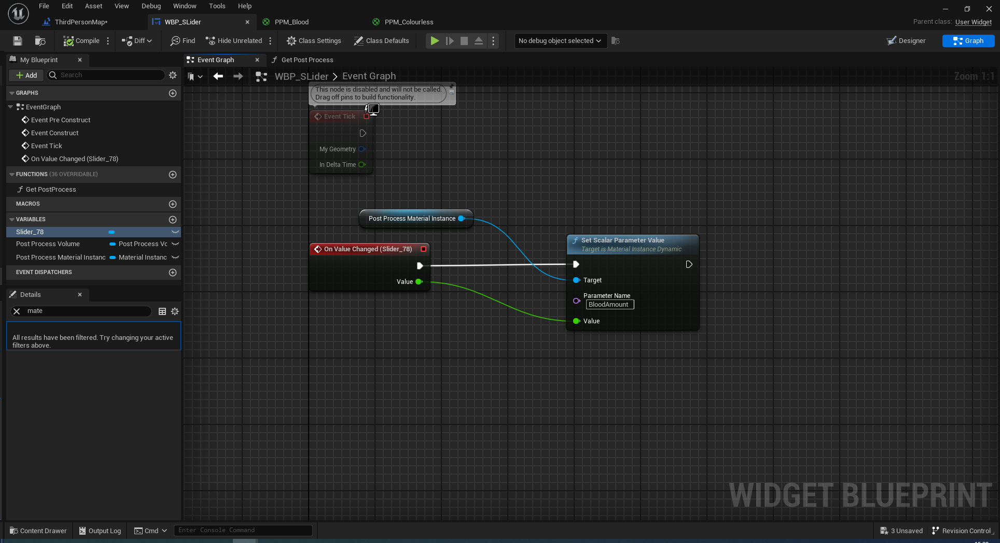 File Edit Asset View Debug Window Tools Help
ThirdPersonMap* WBP_SLider PPM_Blood PPM_Colourless Parent class: User Widget
Compile Diff Find Hide Unrelated Class Settings Class Defaults No debug object selected Designer Graph
My Blueprint Event Graph Get Post Process
Add Search WBP_SLider Event Graph Zoom 1:1
This node is disabled and will not be called.
Drag off pins to build functionality.
GRAPHS
EventGraph
Event Pre Construct
Event Construct
Event Tick
On Value Changed (Slider_78)
FUNCTIONS (36 OVERRIDABLE)
Get PostProcess
MACROS
VARIABLES
Slider_78
Post Process Volume Post Process Vc
Post Process Material Instanc Material Instanc
EVENT DISPATCHERS
Details
mate
All results have been filtered. Try changing your active
filters above.
Event Tick
My Geometry
In Delta Time
Post Process Material Instance
On Value Changed (Slider_78)
Value
Set Scalar Parameter Value
Target is Material Instance Dynamic
Target
Parameter Name
BloodAmount
Value
WIDGET BLUEPRINT
Content Drawer Output Log Cmd Enter Console Command 3 Unsaved Revision Control